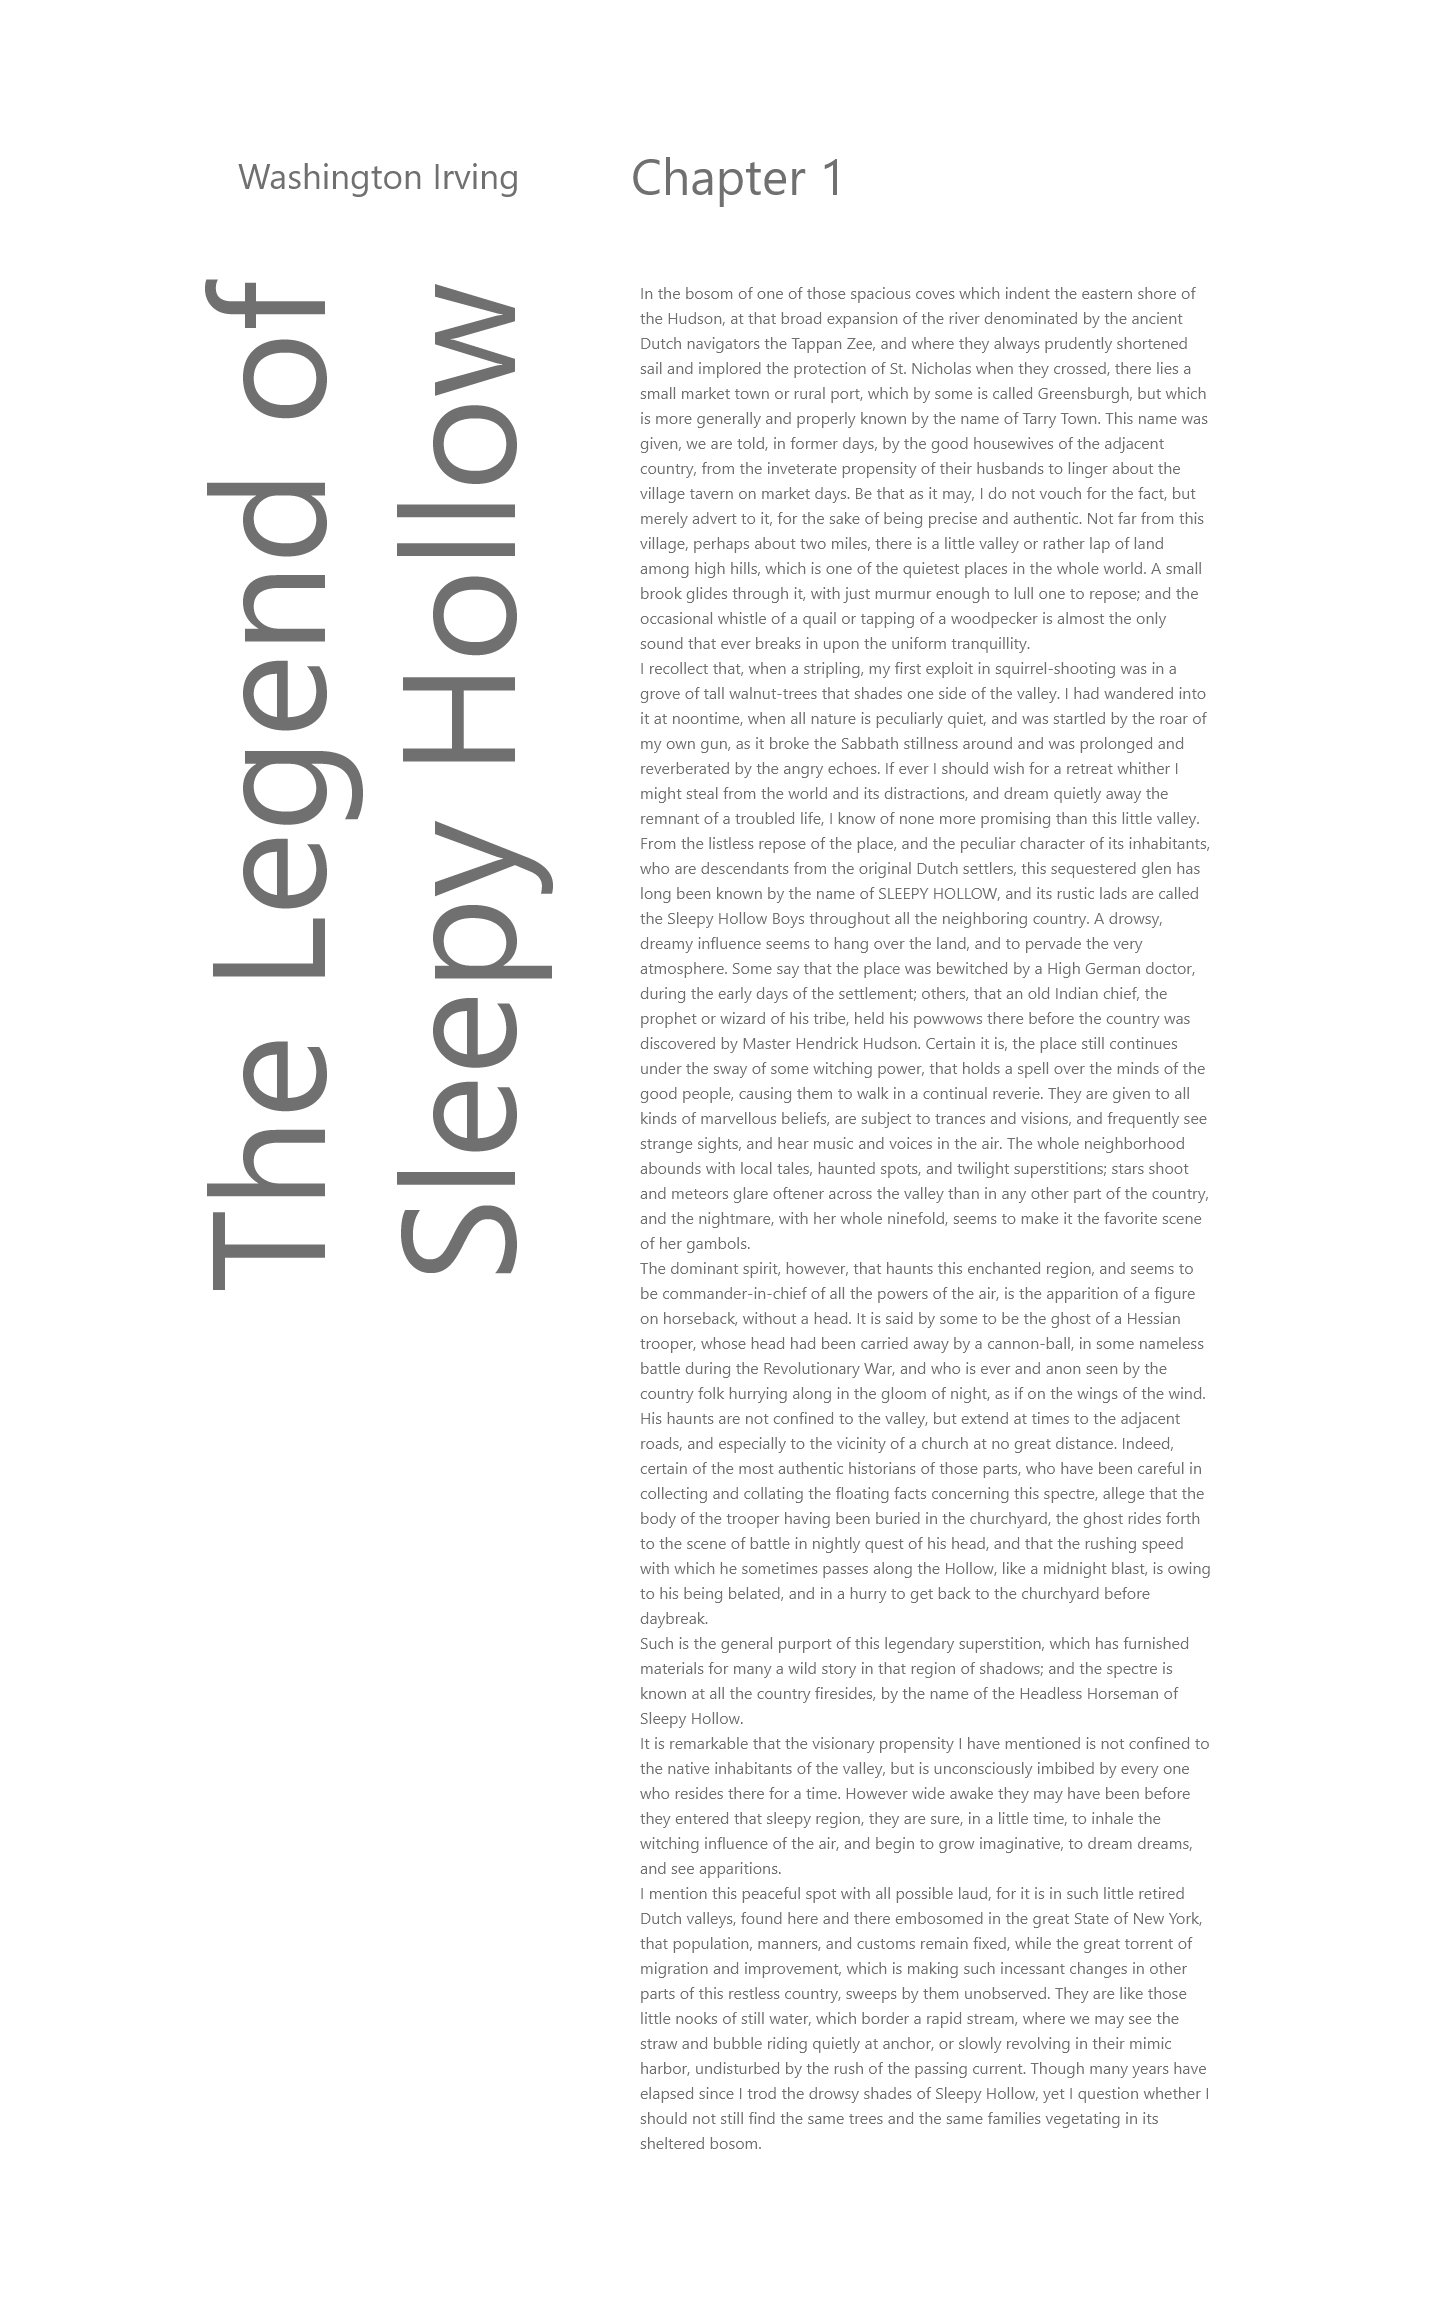 Washington Irving
The Legend of
Sleepy Hollow
Chapter 1
In the bosom of one of those spacious coves which indent the eastern shore of
the Hudson, at that broad expansion of the river denominated by the ancient
Dutch navigators the Tappan Zee, and where they always prudently shortened
sail and implored the protection of St. Nicholas when they crossed, there lies a
small market town or rural port, which by some is called Greensburgh, but which
is more generally and properly known by the name of Tarry Town. This name was
given, we are told, in former days, by the good housewives of the adjacent
country, from the inveterate propensity of their husbands to linger about the
village tavern on market days. Be that as it may, I do not vouch for the fact, but
merely advert to it, for the sake of being precise and authentic. Not far from this
village, perhaps about two miles, there is a little valley or rather lap of land
among high hills, which is one of the quietest places in the whole world. A small
brook glides through it, with just murmur enough to lull one to repose; and the
occasional whistle of a quail or tapping of a woodpecker is almost the only
sound that ever breaks in upon the uniform tranquillity.
I recollect that, when a stripling, my first exploit in squirrel-shooting was in a
grove of tall walnut-trees that shades one side of the valley. I had wandered into
it at noontime, when all nature is peculiarly quiet, and was startled by the roar of
my own gun, as it broke the Sabbath stillness around and was prolonged and
reverberated by the angry echoes. If ever I should wish for a retreat whither I
might steal from the world and its distractions, and dream quietly away the
remnant of a troubled life, I know of none more promising than this little valley.
From the listless repose of the place, and the peculiar character of its inhabitants,
who are descendants from the original Dutch settlers, this sequestered glen has
long been known by the name of SLEEPY HOLLOW, and its rustic lads are called
the Sleepy Hollow Boys throughout all the neighboring country. A drowsy,
dreamy influence seems to hang over the land, and to pervade the very
atmosphere. Some say that the place was bewitched by a High German doctor,
during the early days of the settlement; others, that an old Indian chief, the
prophet or wizard of his tribe, held his powwows there before the country was
discovered by Master Hendrick Hudson. Certain it is, the place still continues
under the sway of some witching power, that holds a spell over the minds of the
good people, causing them to walk in a continual reverie. They are given to all
kinds of marvellous beliefs, are subject to trances and visions, and frequently see
strange sights, and hear music and voices in the air. The whole neighborhood
abounds with local tales, haunted spots, and twilight superstitions; stars shoot
and meteors glare oftener across the valley than in any other part of the country,
and the nightmare, with her whole ninefold, seems to make it the favorite scene
of her gambols.
The dominant spirit, however, that haunts this enchanted region, and seems to
be commander-in-chief of all the powers of the air, is the apparition of a figure
on horseback, without a head. It is said by some to be the ghost of a Hessian
trooper, whose head had been carried away by a cannon-ball, in some nameless
battle during the Revolutionary War, and who is ever and anon seen by the
country folk hurrying along in the gloom of night, as if on the wings of the wind.
His haunts are not confined to the valley, but extend at times to the adjacent
roads, and especially to the vicinity of a church at no great distance. Indeed,
certain of the most authentic historians of those parts, who have been careful in
collecting and collating the floating facts concerning this spectre, allege that the
body of the trooper having been buried in the churchyard, the ghost rides forth
to the scene of battle in nightly quest of his head, and that the rushing speed
with which he sometimes passes along the Hollow, like a midnight blast, is owing
to his being belated, and in a hurry to get back to the churchyard before
daybreak.
Such is the general purport of this legendary superstition, which has furnished
materials for many a wild story in that region of shadows; and the spectre is
known at all the country firesides, by the name of the Headless Horseman of
Sleepy Hollow.
It is remarkable that the visionary propensity I have mentioned is not confined to
the native inhabitants of the valley, but is unconsciously imbibed by every one
who resides there for a time. However wide awake they may have been before
they entered that sleepy region, they are sure, in a little time, to inhale the
witching influence of the air, and begin to grow imaginative, to dream dreams,
and see apparitions.
I mention this peaceful spot with all possible laud, for it is in such little retired
Dutch valleys, found here and there embosomed in the great State of New York,
that population, manners, and customs remain fixed, while the great torrent of
migration and improvement, which is making such incessant changes in other
parts of this restless country, sweeps by them unobserved. They are like those
little nooks of still water, which border a rapid stream, where we may see the
straw and bubble riding quietly at anchor, or slowly revolving in their mimic
harbor, undisturbed by the rush of the passing current. Though many years have
elapsed since I trod the drowsy shades of Sleepy Hollow, yet I question whether I
should not still find the same trees and the same families vegetating in its
sheltered bosom.